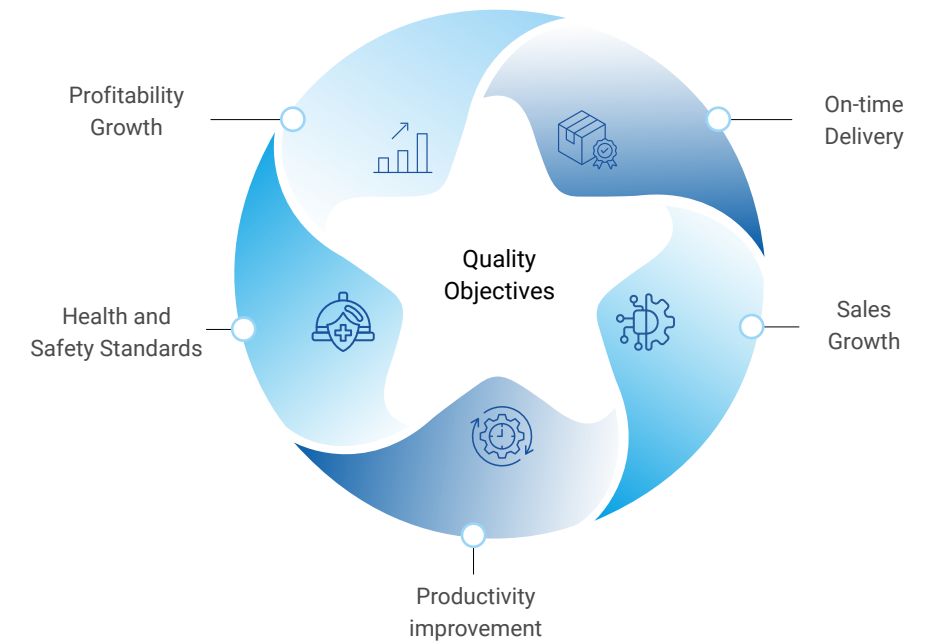 Profitability
Growth
On-time
Delivery
Quality
Objectives
Health and
Safety Standards
Sales
Growth
Productivity
improvement